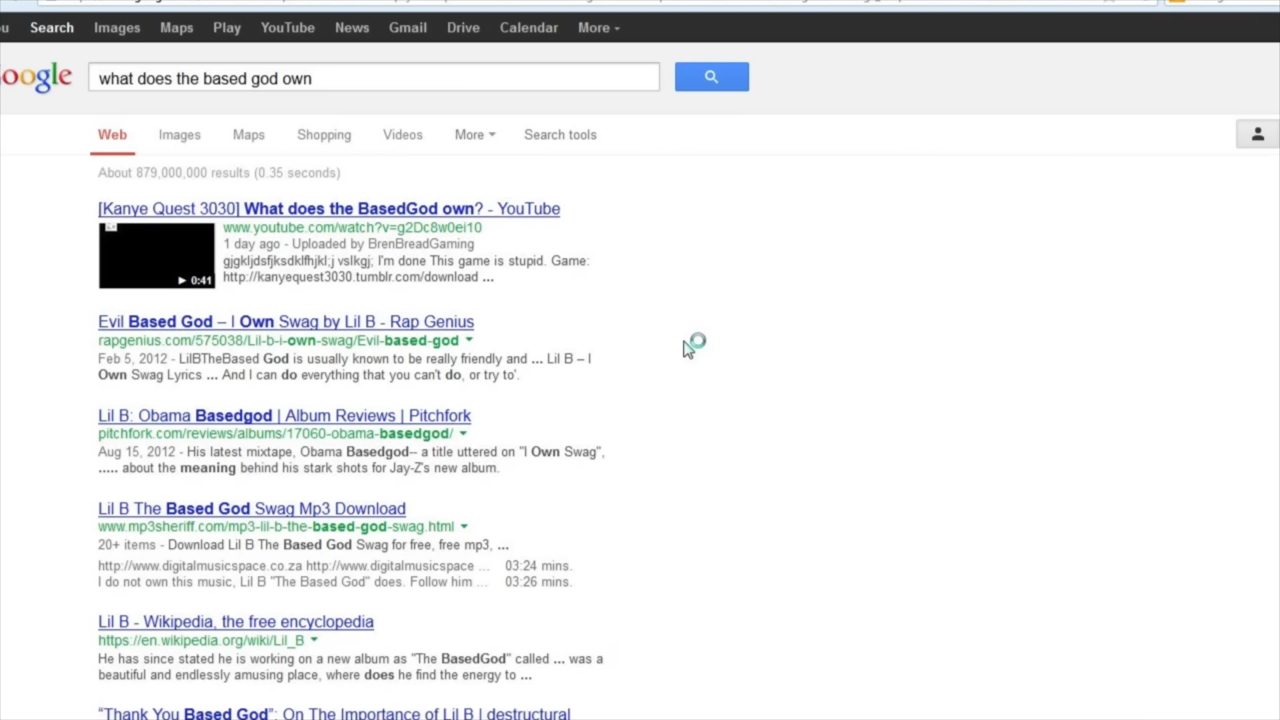 Search Images Maps Play YouTube News Gmail Drive Calendar More
oogle what does the based god own
Web Images Maps Shopping Videos More Search tools
About 879,000,000 results (0.35 seconds)
[Kanye Quest 3030] What does the BasedGod own? - YouTube
www.youtube.com/watch?v=g2Dc8w0ei10
1 day ago - Uploaded by BrenBreadGaming
gjgkljdsfjksdklfhjkl;j vslkgj; I'm done This game is stupid. Game:
http://kanyequest3030.tumblr.com/download ...
0:41
Evil Based God – I Own Swag by Lil B - Rap Genius
rapgenius.com/575038/Lil-b-i-own-swag/Evil-based-god
Feb 5, 2012 - LilBTheBased God is usually known to be really friendly and ... Lil B – I
Own Swag Lyrics ... And I can do everything that you can't do, or try to'.
Lil B: Obama Basedgod | Album Reviews | Pitchfork
pitchfork.com/reviews/albums/17060-obama-basedgod/
Aug 15, 2012 - His latest mixtape, Obama Basedgod-- a title uttered on "I Own Swag",
..... about the meaning behind his stark shots for Jay-Z's new album.
Lil B The Based God Swag Mp3 Download
www.mp3sheriff.com/mp3-lil-b-the-based-god-swag.html
20+ items - Download Lil B The Based God Swag for free, free mp3, ...
http://www.digitalmusicspace.co.za http://www.digitalmusicspace ... 03:24 mins.
I do not own this music, Lil B "The Based God" does. Follow him ... 03:26 mins.
Lil B - Wikipedia, the free encyclopedia
https://en.wikipedia.org/wiki/Lil_B
He has since stated he is working on a new album as "The BasedGod" called ... was a
beautiful and endlessly amusing place, where does he find the energy to ...
"Thank You Based God": On The Importance of Lil B | destructural